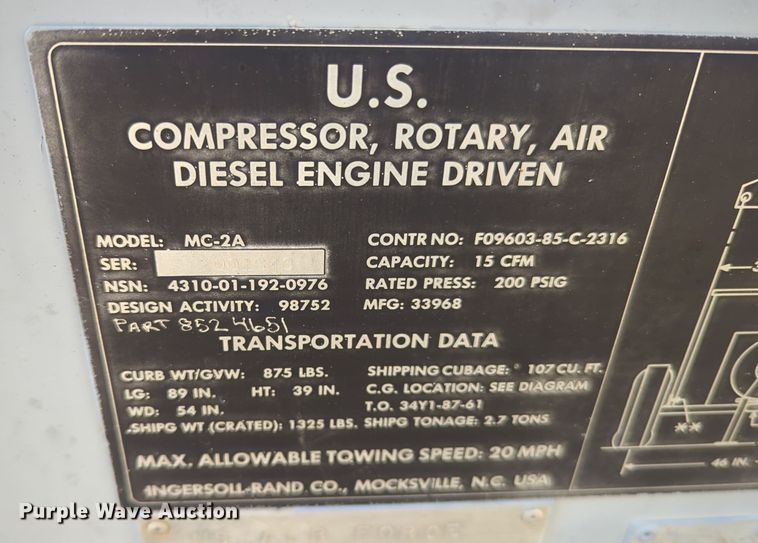 U.S.
COMPRESSOR, ROTARY, AIR
DIESEL ENGINE DRIVEN
MODEL: MC-2A CONTR NO: F09603-85-C-2316
SER: CAPACITY: 15 CFM
NSN: 4310-01-192-0976 RATED PRESS: 200 PSIG
DESIGN ACTIVITY: 98752 MFG: 33968
PART 8524651
TRANSPORTATION DATA
CURB WT/GVW: 875 LBS. SHIPPING CUBAGE: 107 CU. FT.
LG: 89 IN. HT: 39 IN. C.G. LOCATION: SEE DIAGRAM
WD: 54 IN. T.O. 34Y1-87-61
SHIPG WT (CRATED): 1325 LBS. SHIPG TONAGE: 2.7 TONS
MAX. ALLOWABLE TOWING SPEED: 20 MPH
INGERSOLL-RAND CO., MOCKSVILLE, N.C. USA
**
46 IN.
Purple Wave Auction